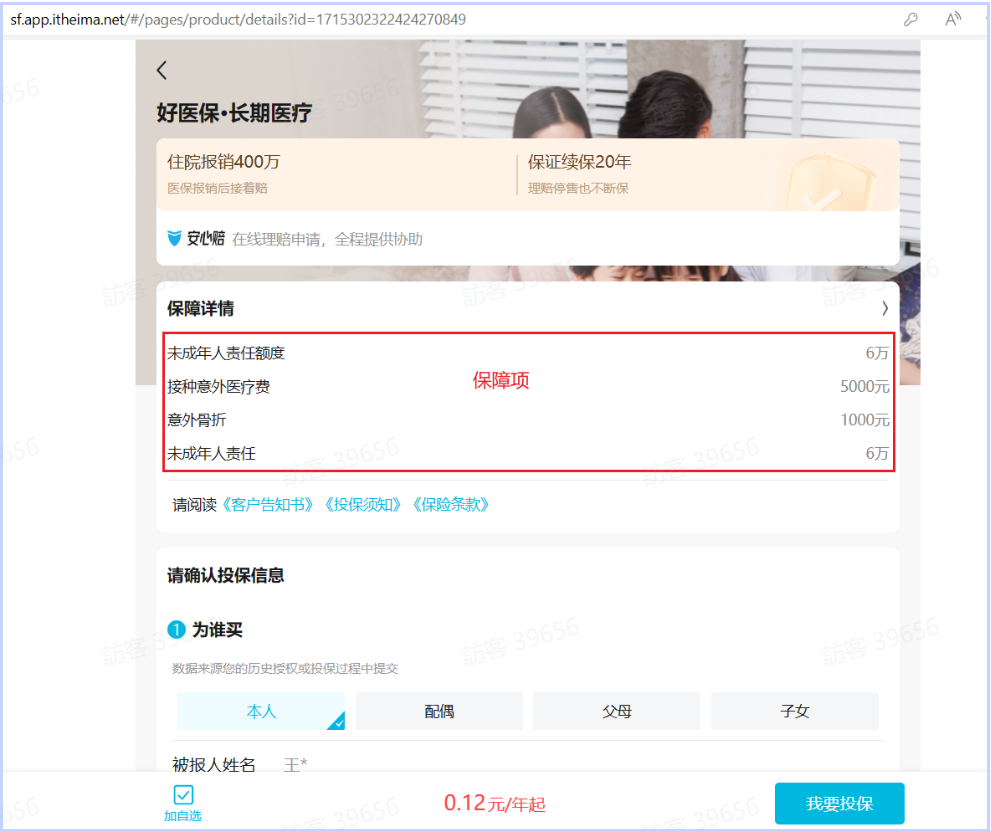 sf.app.itheima.net/#/pages/product/details?id=1715302322424270849
好医保·长期医疗
住院报销400万
医保报销后接着赔
保证续保20年
理赔停售也不断保
安心赔 在线理赔申请，全程提供协助
保障详情
未成年人责任额度 6万
保障项
接种意外医疗费 5000元
意外骨折 1000元
未成年人责任 6万
请阅读《客户告知书》《投保须知》《保险条款》
请确认投保信息
1 为谁买
数据来源您的历史授权或投保过程中提交
本人 配偶 父母 子女
被报人姓名 王*
加自选
0.12元/年起
我要投保
訪客 39656